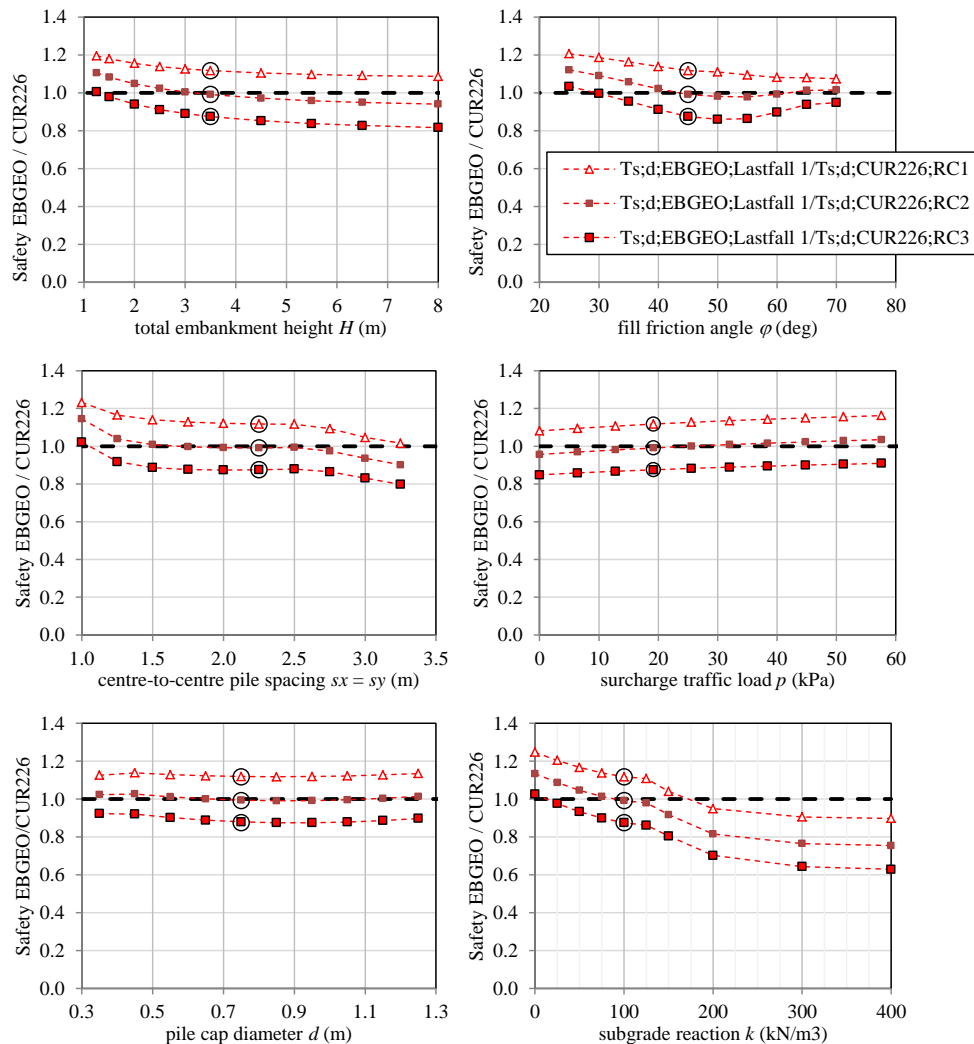 1.4
1.2
1.0
0.8
0.6
0.4
0.2
0.0
Safety EBGEO / CUR226
1 2 3 4 5 6 7 8
total embankment height H (m)
1.4
1.2
1.0
0.8
0.6
0.4
0.2
0.0
Safety EBGEO / CUR226
Ts;d;EBGEO;Lastfall 1/Ts;d;CUR226;RC1
Ts;d;EBGEO;Lastfall 1/Ts;d;CUR226;RC2
Ts;d;EBGEO;Lastfall 1/Ts;d;CUR226;RC3
20 30 40 50 60 70 80
fill friction angle φ (deg)
1.4
1.2
1.0
0.8
0.6
0.4
0.2
0.0
Safety EBGEO / CUR226
1.0 1.5 2.0 2.5 3.0 3.5
centre-to-centre pile spacing sx = sy (m)
1.4
1.2
1.0
0.8
0.6
0.4
0.2
0.0
Safety EBGEO / CUR226
0 10 20 30 40 50 60
surcharge traffic load p (kPa)
1.4
1.2
1.0
0.8
0.6
0.4
0.2
0.0
Safety EBGEO/CUR226
0.3 0.5 0.7 0.9 1.1 1.3
pile cap diameter d (m)
1.4
1.2
1.0
0.8
0.6
0.4
0.2
0.0
Safety EBGEO / CUR226
0 100 200 300 400
subgrade reaction k (kN/m3)